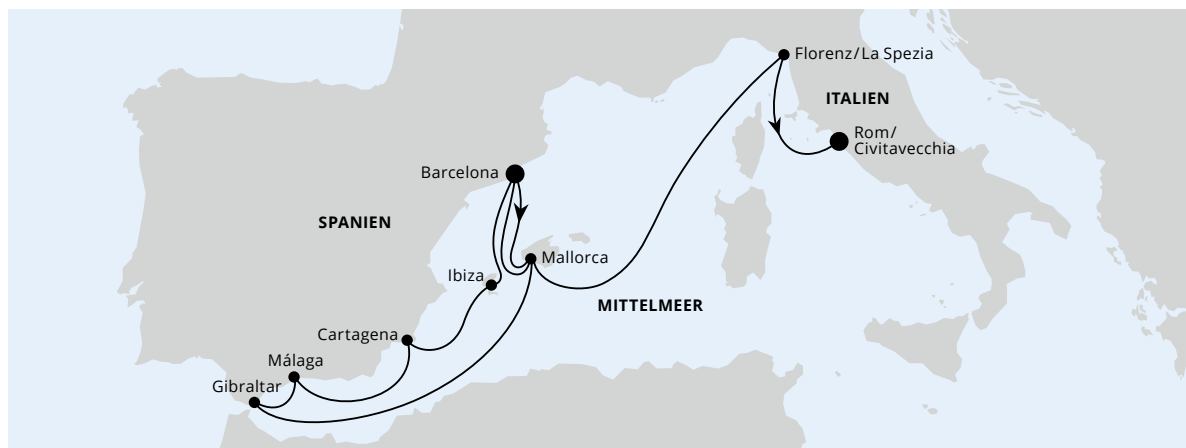 Florenz/La Spezia
ITALIEN
Rom/
Civitavecchia
Barcelona
SPANIEN
Mallorca
Ibiza
MITTELMEER
Cartagena
Málaga
Gibraltar